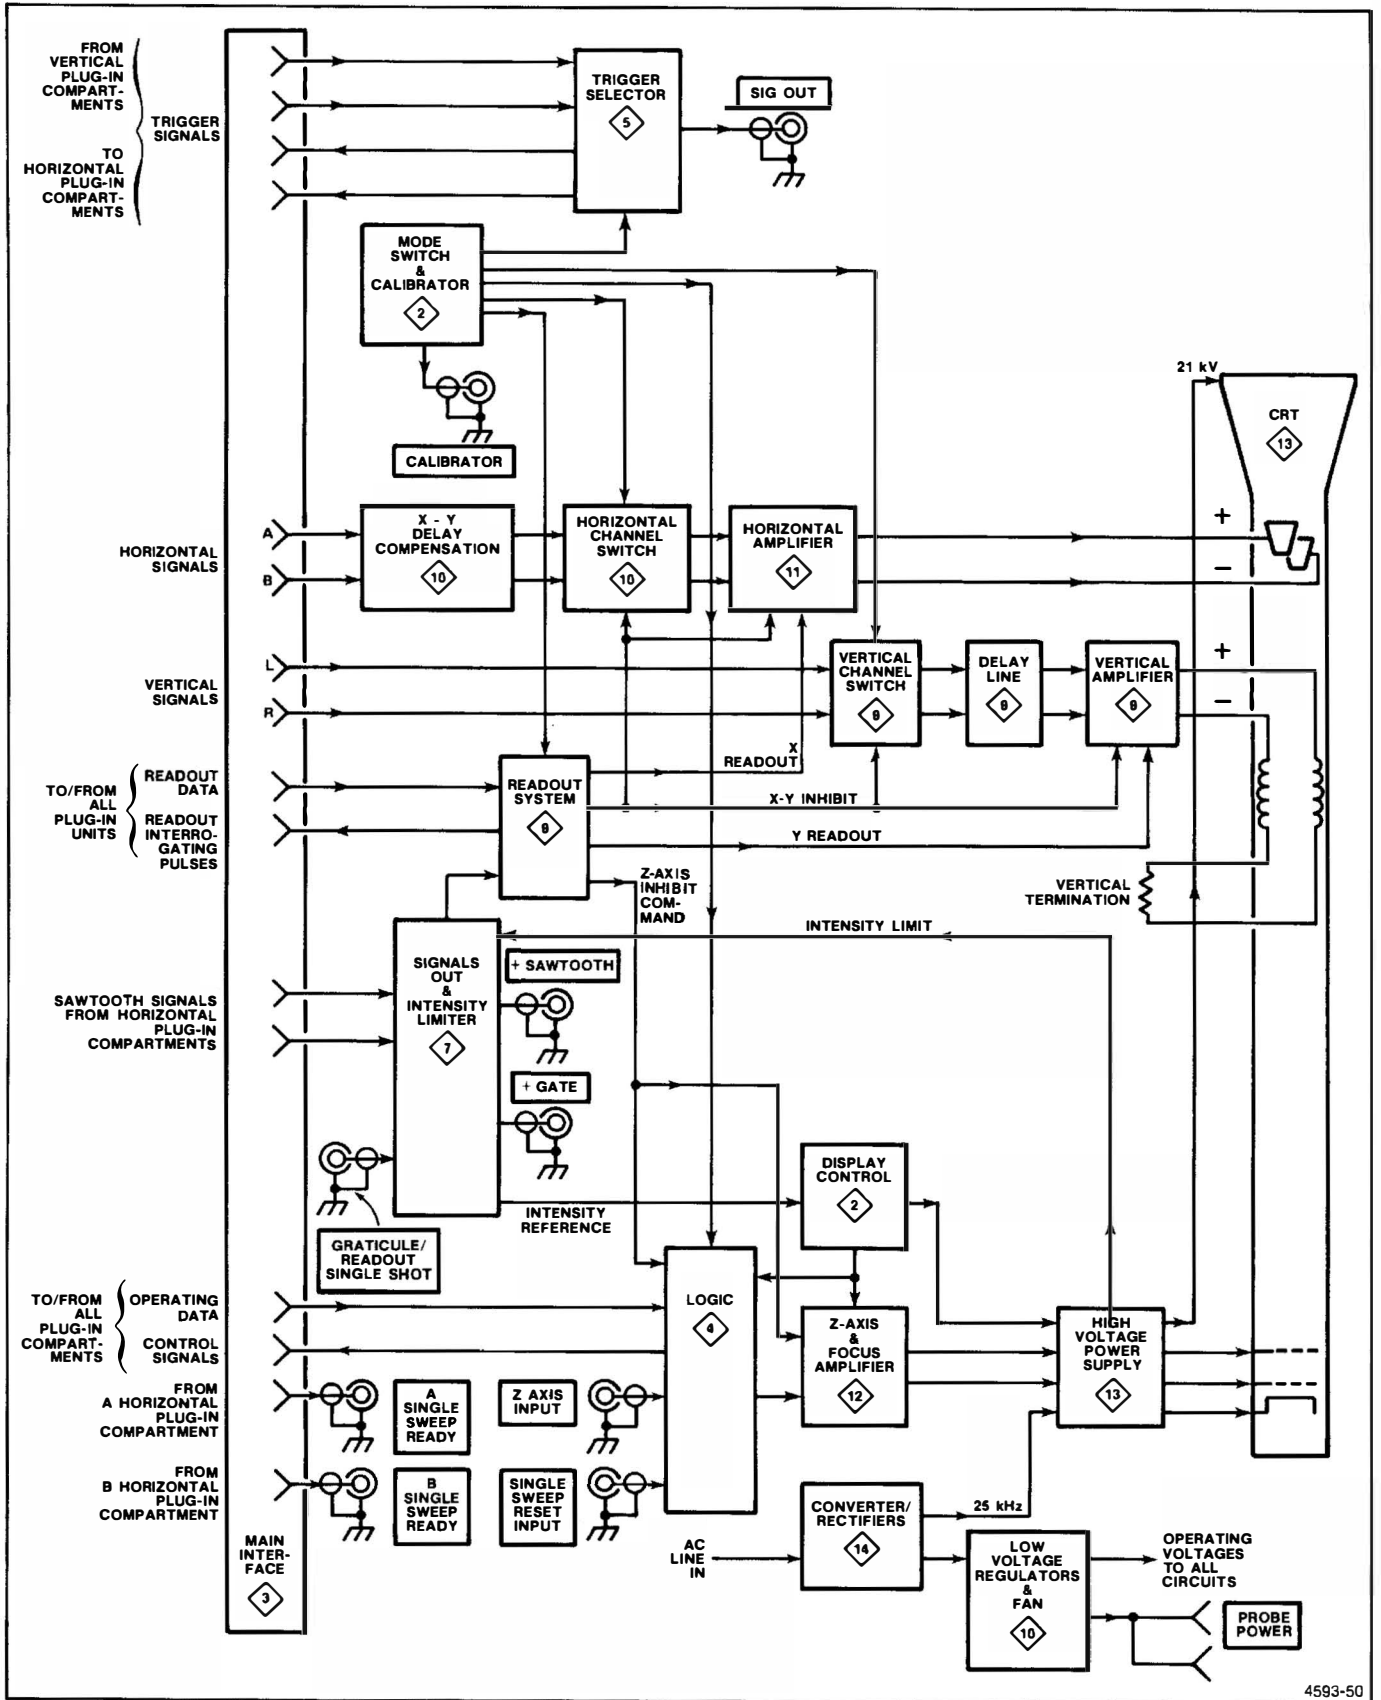 FROM
VERTICAL
PLUG-IN
COMPART-
MENTS
TRIGGER
SIGNALS
TO
HORIZONTAL
PLUG-IN
COMPART-
MENTS
TRIGGER
SELECTOR
5
SIG OUT
MODE
SWITCH
&
CALIBRATOR
2
CALIBRATOR
21 kV
CRT
13
HORIZONTAL
SIGNALS
A
B
X - Y
DELAY
COMPENSATION
10
HORIZONTAL
CHANNEL
SWITCH
10
HORIZONTAL
AMPLIFIER
11
+
−
VERTICAL
SIGNALS
L
R
VERTICAL
CHANNEL
SWITCH
9
DELAY
LINE
9
VERTICAL
AMPLIFIER
9
+
−
TO/FROM
ALL
PLUG-IN
UNITS
READOUT
DATA
READOUT
INTERRO-
GATING
PULSES
READOUT
SYSTEM
9
X
READOUT
X-Y INHIBIT
Y READOUT
Z-AXIS
INHIBIT
COM-
MAND
VERTICAL
TERMINATION
INTENSITY LIMIT
SAWTOOTH SIGNALS
FROM HORIZONTAL
PLUG-IN
COMPARTMENTS
SIGNALS
OUT
&
INTENSITY
LIMITER
7
+ SAWTOOTH
+ GATE
GRATICULE/
READOUT
SINGLE SHOT
INTENSITY
REFERENCE
DISPLAY
CONTROL
2
TO/FROM
ALL
PLUG-IN
COMPART-
MENTS
OPERATING
DATA
CONTROL
SIGNALS
LOGIC
4
Z-AXIS
&
FOCUS
AMPLIFIER
12
HIGH
VOLTAGE
POWER
SUPPLY
13
FROM
A HORIZONTAL
PLUG-IN
COMPARTMENT
A
SINGLE
SWEEP
READY
Z AXIS
INPUT
FROM
B HORIZONTAL
PLUG-IN
COMPARTMENT
B
SINGLE
SWEEP
READY
SINGLE
SWEEP
RESET
INPUT
MAIN
INTER-
FACE
3
AC
LINE
IN
CONVERTER/
RECTIFIERS
14
25 kHz
LOW
VOLTAGE
REGULATORS
&
FAN
10
OPERATING
VOLTAGES
TO ALL
CIRCUITS
PROBE
POWER
4593-50